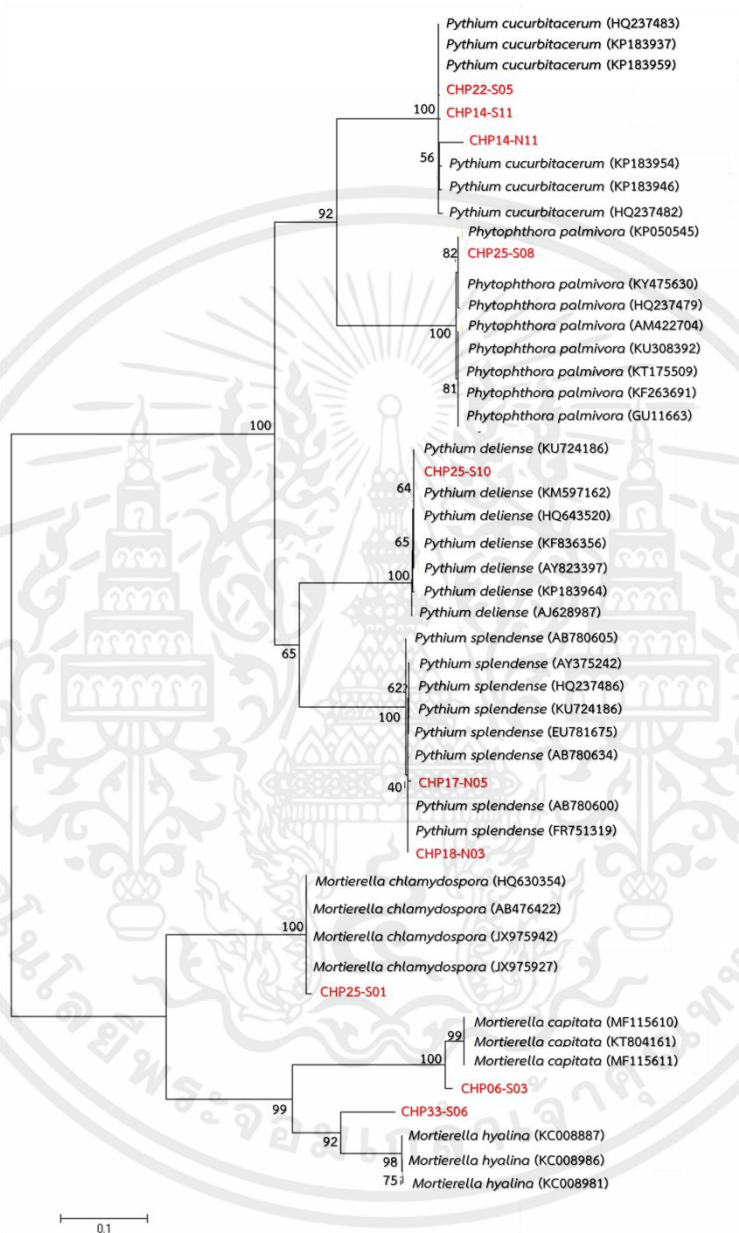 Pythium cucurbitacerum (HQ237483)
Pythium cucurbitacerum (KP183937)
Pythium cucurbitacerum (KP183959)
CHP22-S05
100
CHP14-S11
CHP14-N11
56
Pythium cucurbitacerum (KP183954)
Pythium cucurbitacerum (KP183946)
92
Pythium cucurbitacerum (HQ237482)
Phytophthora palmivora (KP050545)
82
CHP25-S08
Phytophthora palmivora (KY475630)
Phytophthora palmivora (HQ237479)
Phytophthora palmivora (AM422704)
100
Phytophthora palmivora (KU308392)
Phytophthora palmivora (KT175509)
81
Phytophthora palmivora (KF263691)
Phytophthora palmivora (GU11663)
100
Pythium deliense (KU724186)
CHP25-S10
64
Pythium deliense (KM597162)
Pythium deliense (HQ643520)
65
Pythium deliense (KF836356)
Pythium deliense (AY823397)
100
Pythium deliense (KP183964)
Pythium deliense (AJ628987)
Pythium splendense (AB780605)
65
Pythium splendense (AY375242)
62
Pythium splendense (HQ237486)
Pythium splendense (KU724186)
100
Pythium splendense (EU781675)
Pythium splendense (AB780634)
CHP17-N05
40
Pythium splendense (AB780600)
Pythium splendense (FR751319)
CHP18-N03
Mortierella chlamydospora (HQ630354)
Mortierella chlamydospora (AB476422)
100
Mortierella chlamydospora (JX975942)
Mortierella chlamydospora (JX975927)
CHP25-S01
Mortierella capitata (MF115610)
99
Mortierella capitata (KT804161)
100
Mortierella capitata (MF115611)
CHP06-S03
99
CHP33-S06
92
Mortierella hyalina (KC008887)
98
Mortierella hyalina (KC008986)
75
Mortierella hyalina (KC008981)
0.1